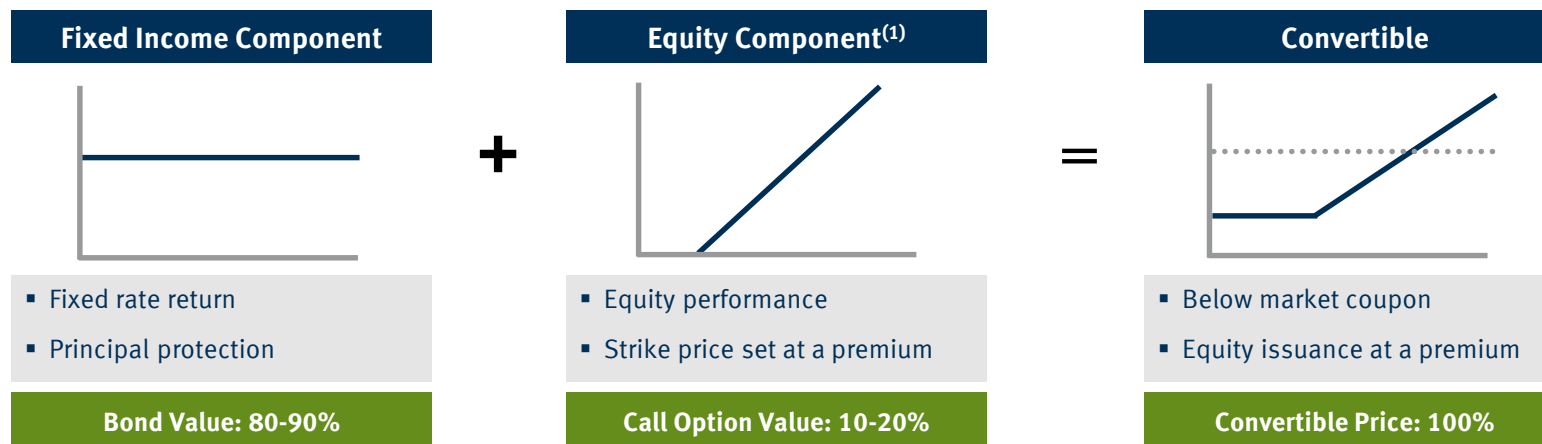 Fixed Income Component
+
Equity Component(1)
=
Convertible
▪ Fixed rate return
▪ Principal protection
▪ Equity performance
▪ Strike price set at a premium
▪ Below market coupon
▪ Equity issuance at a premium
Bond Value: 80-90%
Call Option Value: 10-20%
Convertible Price: 100%